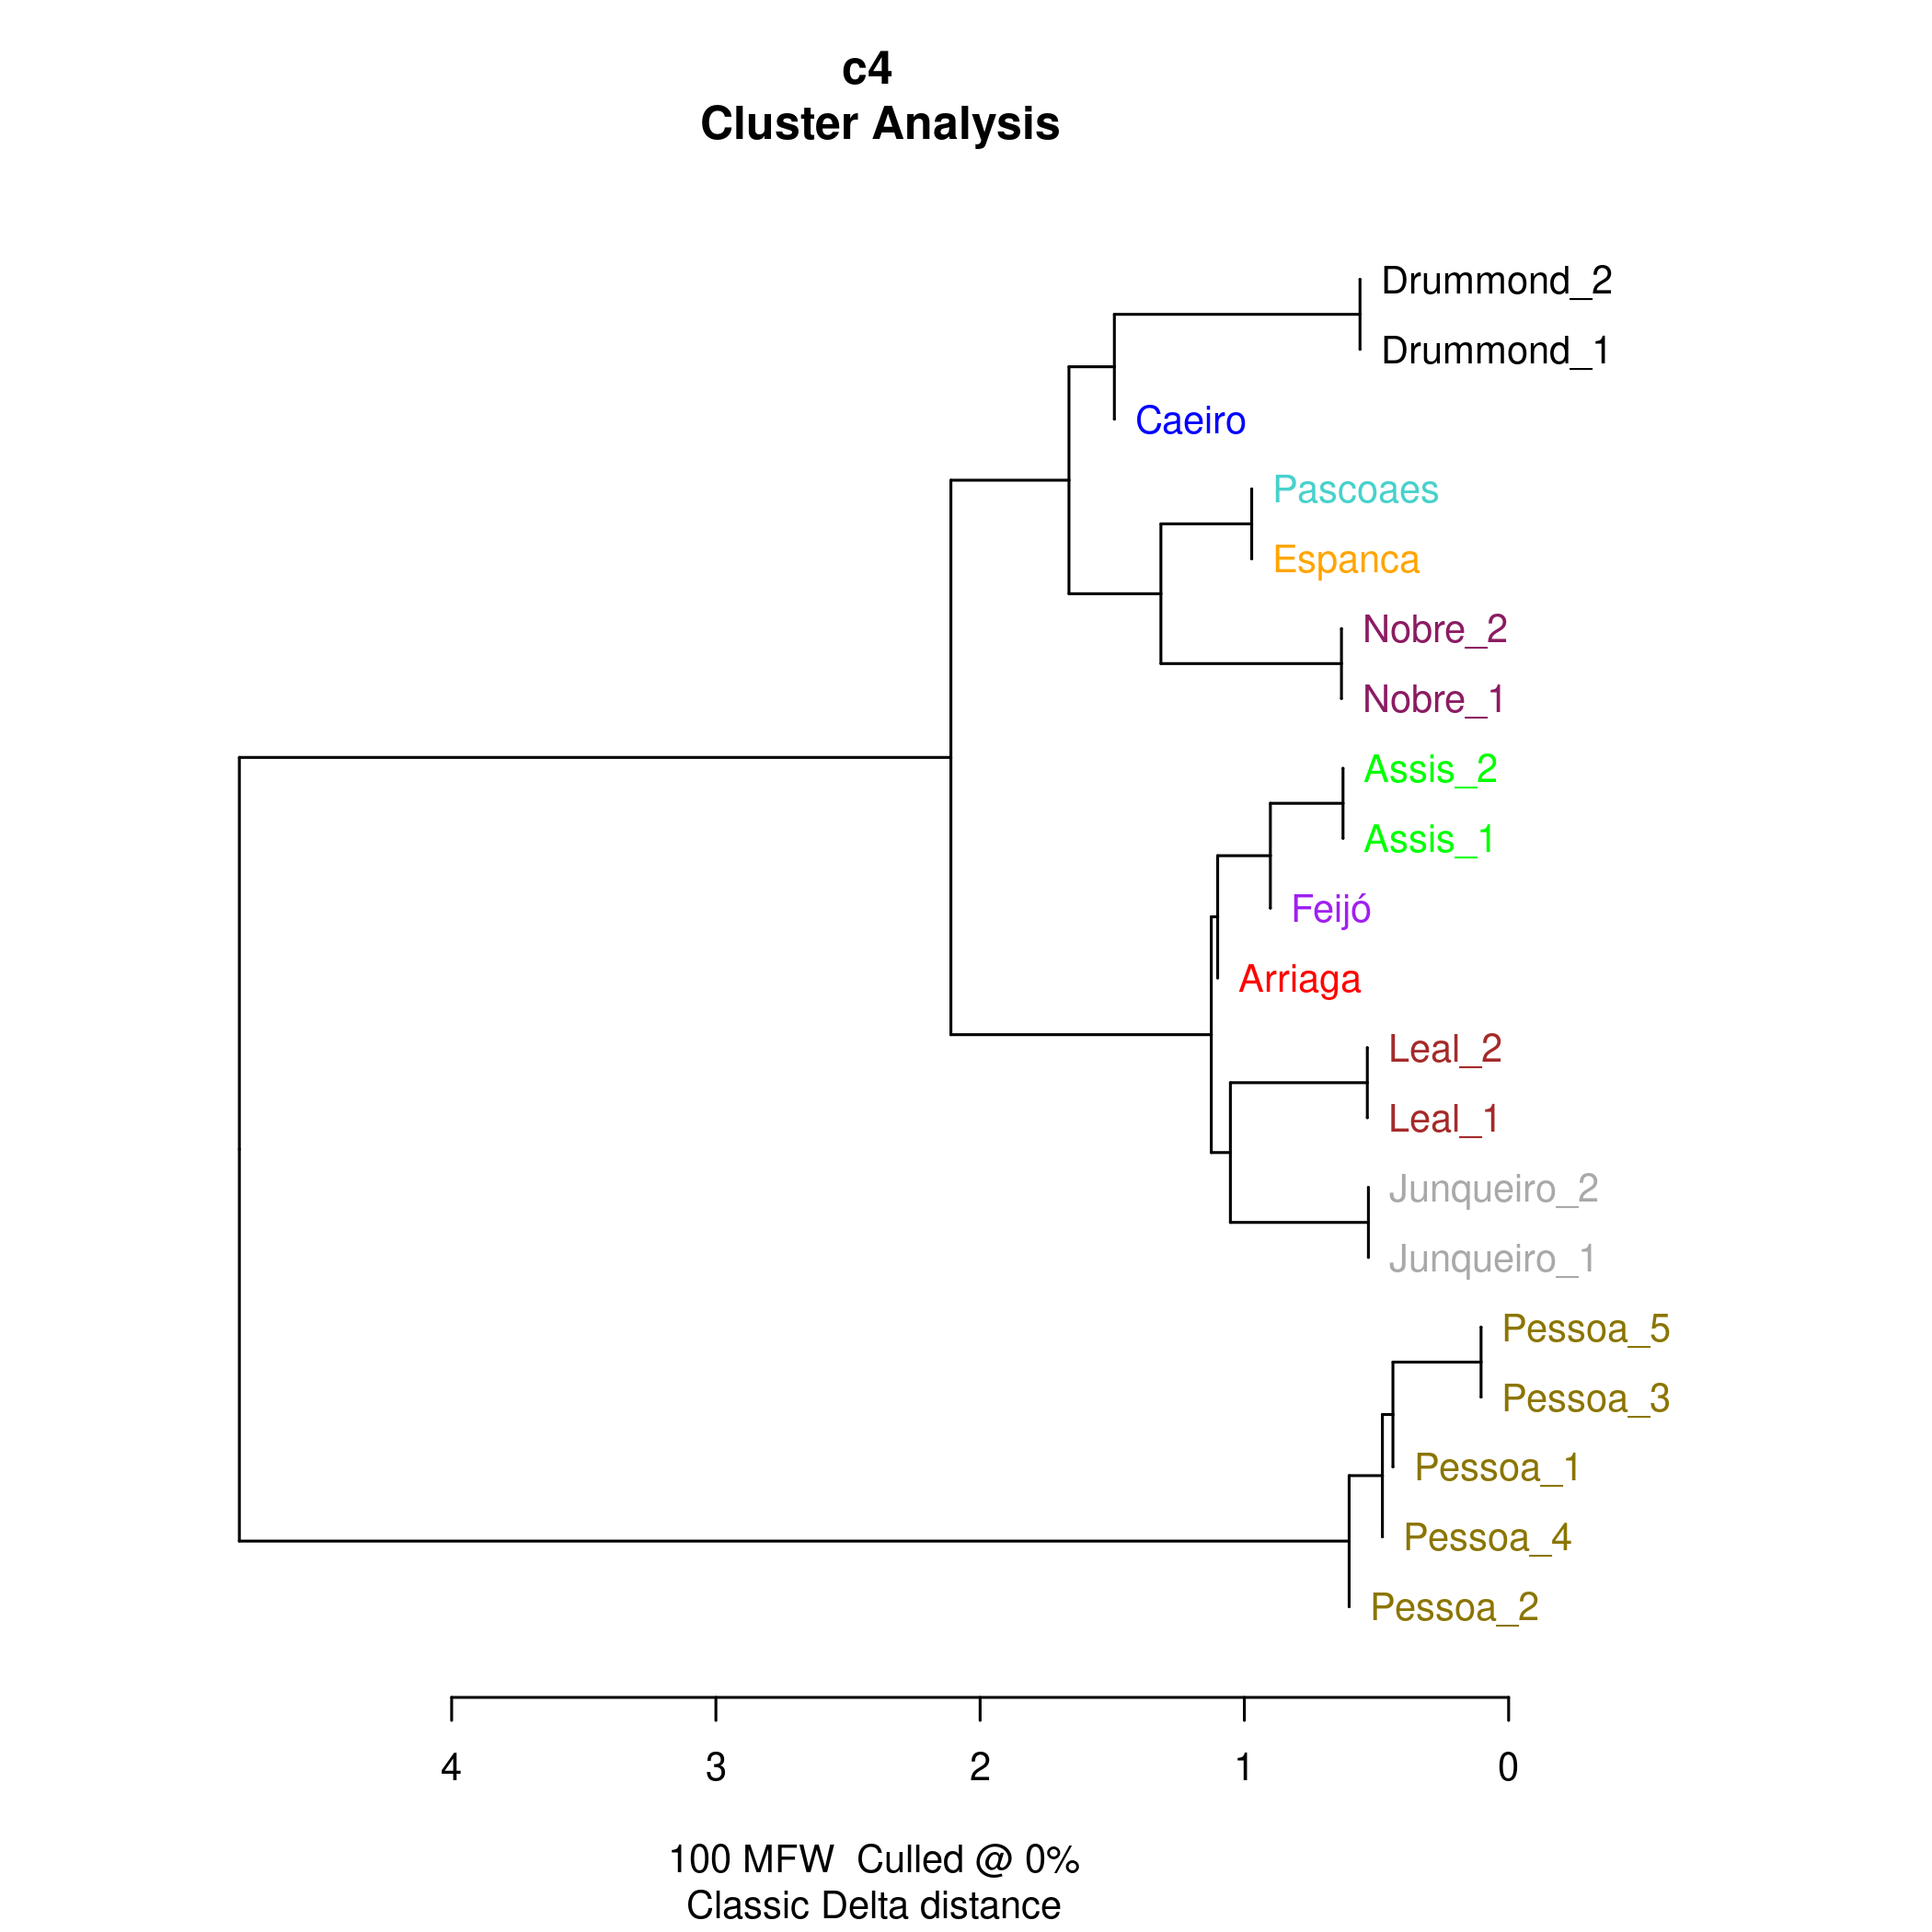 c4
Cluster Analysis
Drummond_2
Drummond_1
Caeiro
Pascoaes
Espanca
Nobre_2
Nobre_1
Assis_2
Assis_1
Feijó
Arriaga
Leal_2
Leal_1
Junqueiro_2
Junqueiro_1
Pessoa_5
Pessoa_3
Pessoa_1
Pessoa_4
Pessoa_2
4 3 2 1 0
100 MFW  Culled @ 0%
Classic Delta distance